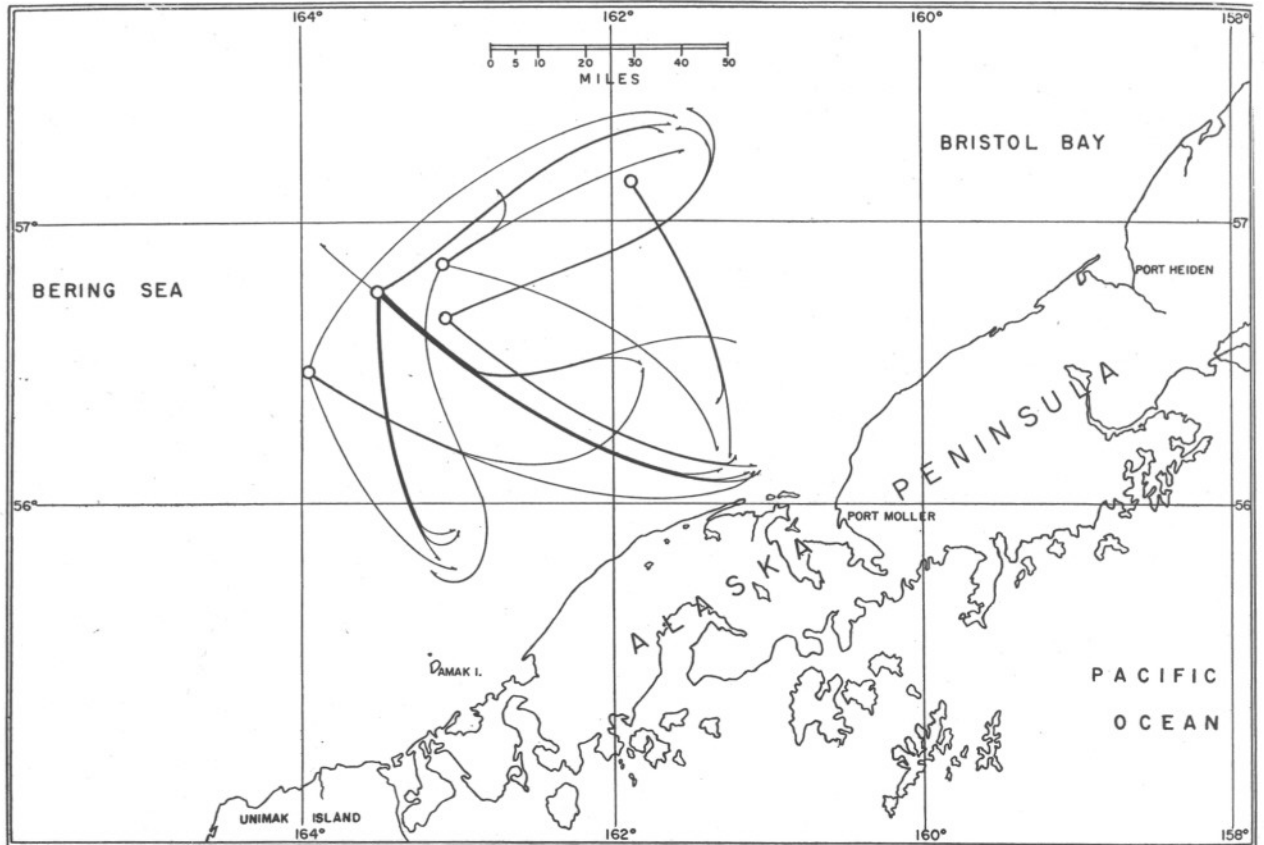 164° 162° 160° 158°
0 5 10 20 30 40 50
MILES
BRISTOL BAY
57° 57°
PORT HEIDEN
BERING SEA
PENINSULA
56° 56
PORT MOLLER
ALASKA
AMAK I.
PACIFIC
OCEAN
UNIMAK ISLAND
164° 162° 160° 158°